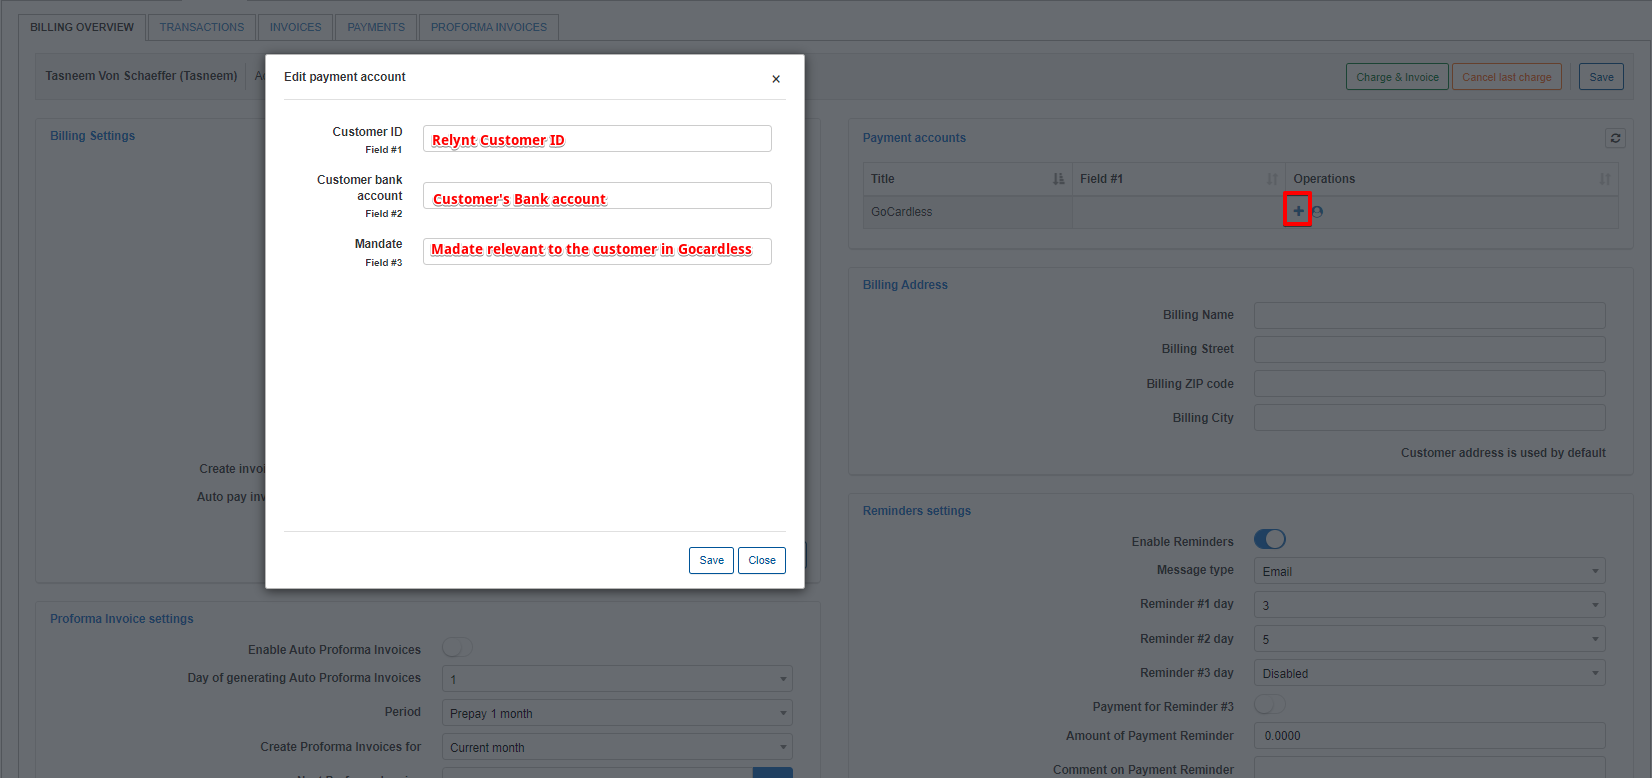 BILLING OVERVIEW TRANSACTIONS INVOICES PAYMENTS PROFORMA INVOICES
Tasneem Von Schaeffer (Tasneem)
Charge & Invoice Cancel last charge Save
Edit payment account ×
Customer ID
Field #1
Relynt Customer ID
Customer bank
account
Field #2
Customer's Bank account
Mandate
Field #3
Madate relevant to the customer in Gocardless
Save Close
Billing Settings
Create invoi
Auto pay inv
Proforma Invoice settings
Enable Auto Proforma Invoices
Day of generating Auto Proforma Invoices 1
Period Prepay 1 month
Create Proforma Invoices for Current month
Payment accounts
Title Field #1 Operations
GoCardless
Billing Address
Billing Name
Billing Street
Billing ZIP code
Billing City
Customer address is used by default
Reminders settings
Enable Reminders
Message type Email
Reminder #1 day 3
Reminder #2 day 5
Reminder #3 day Disabled
Payment for Reminder #3
Amount of Payment Reminder 0.0000
Comment on Payment Reminder